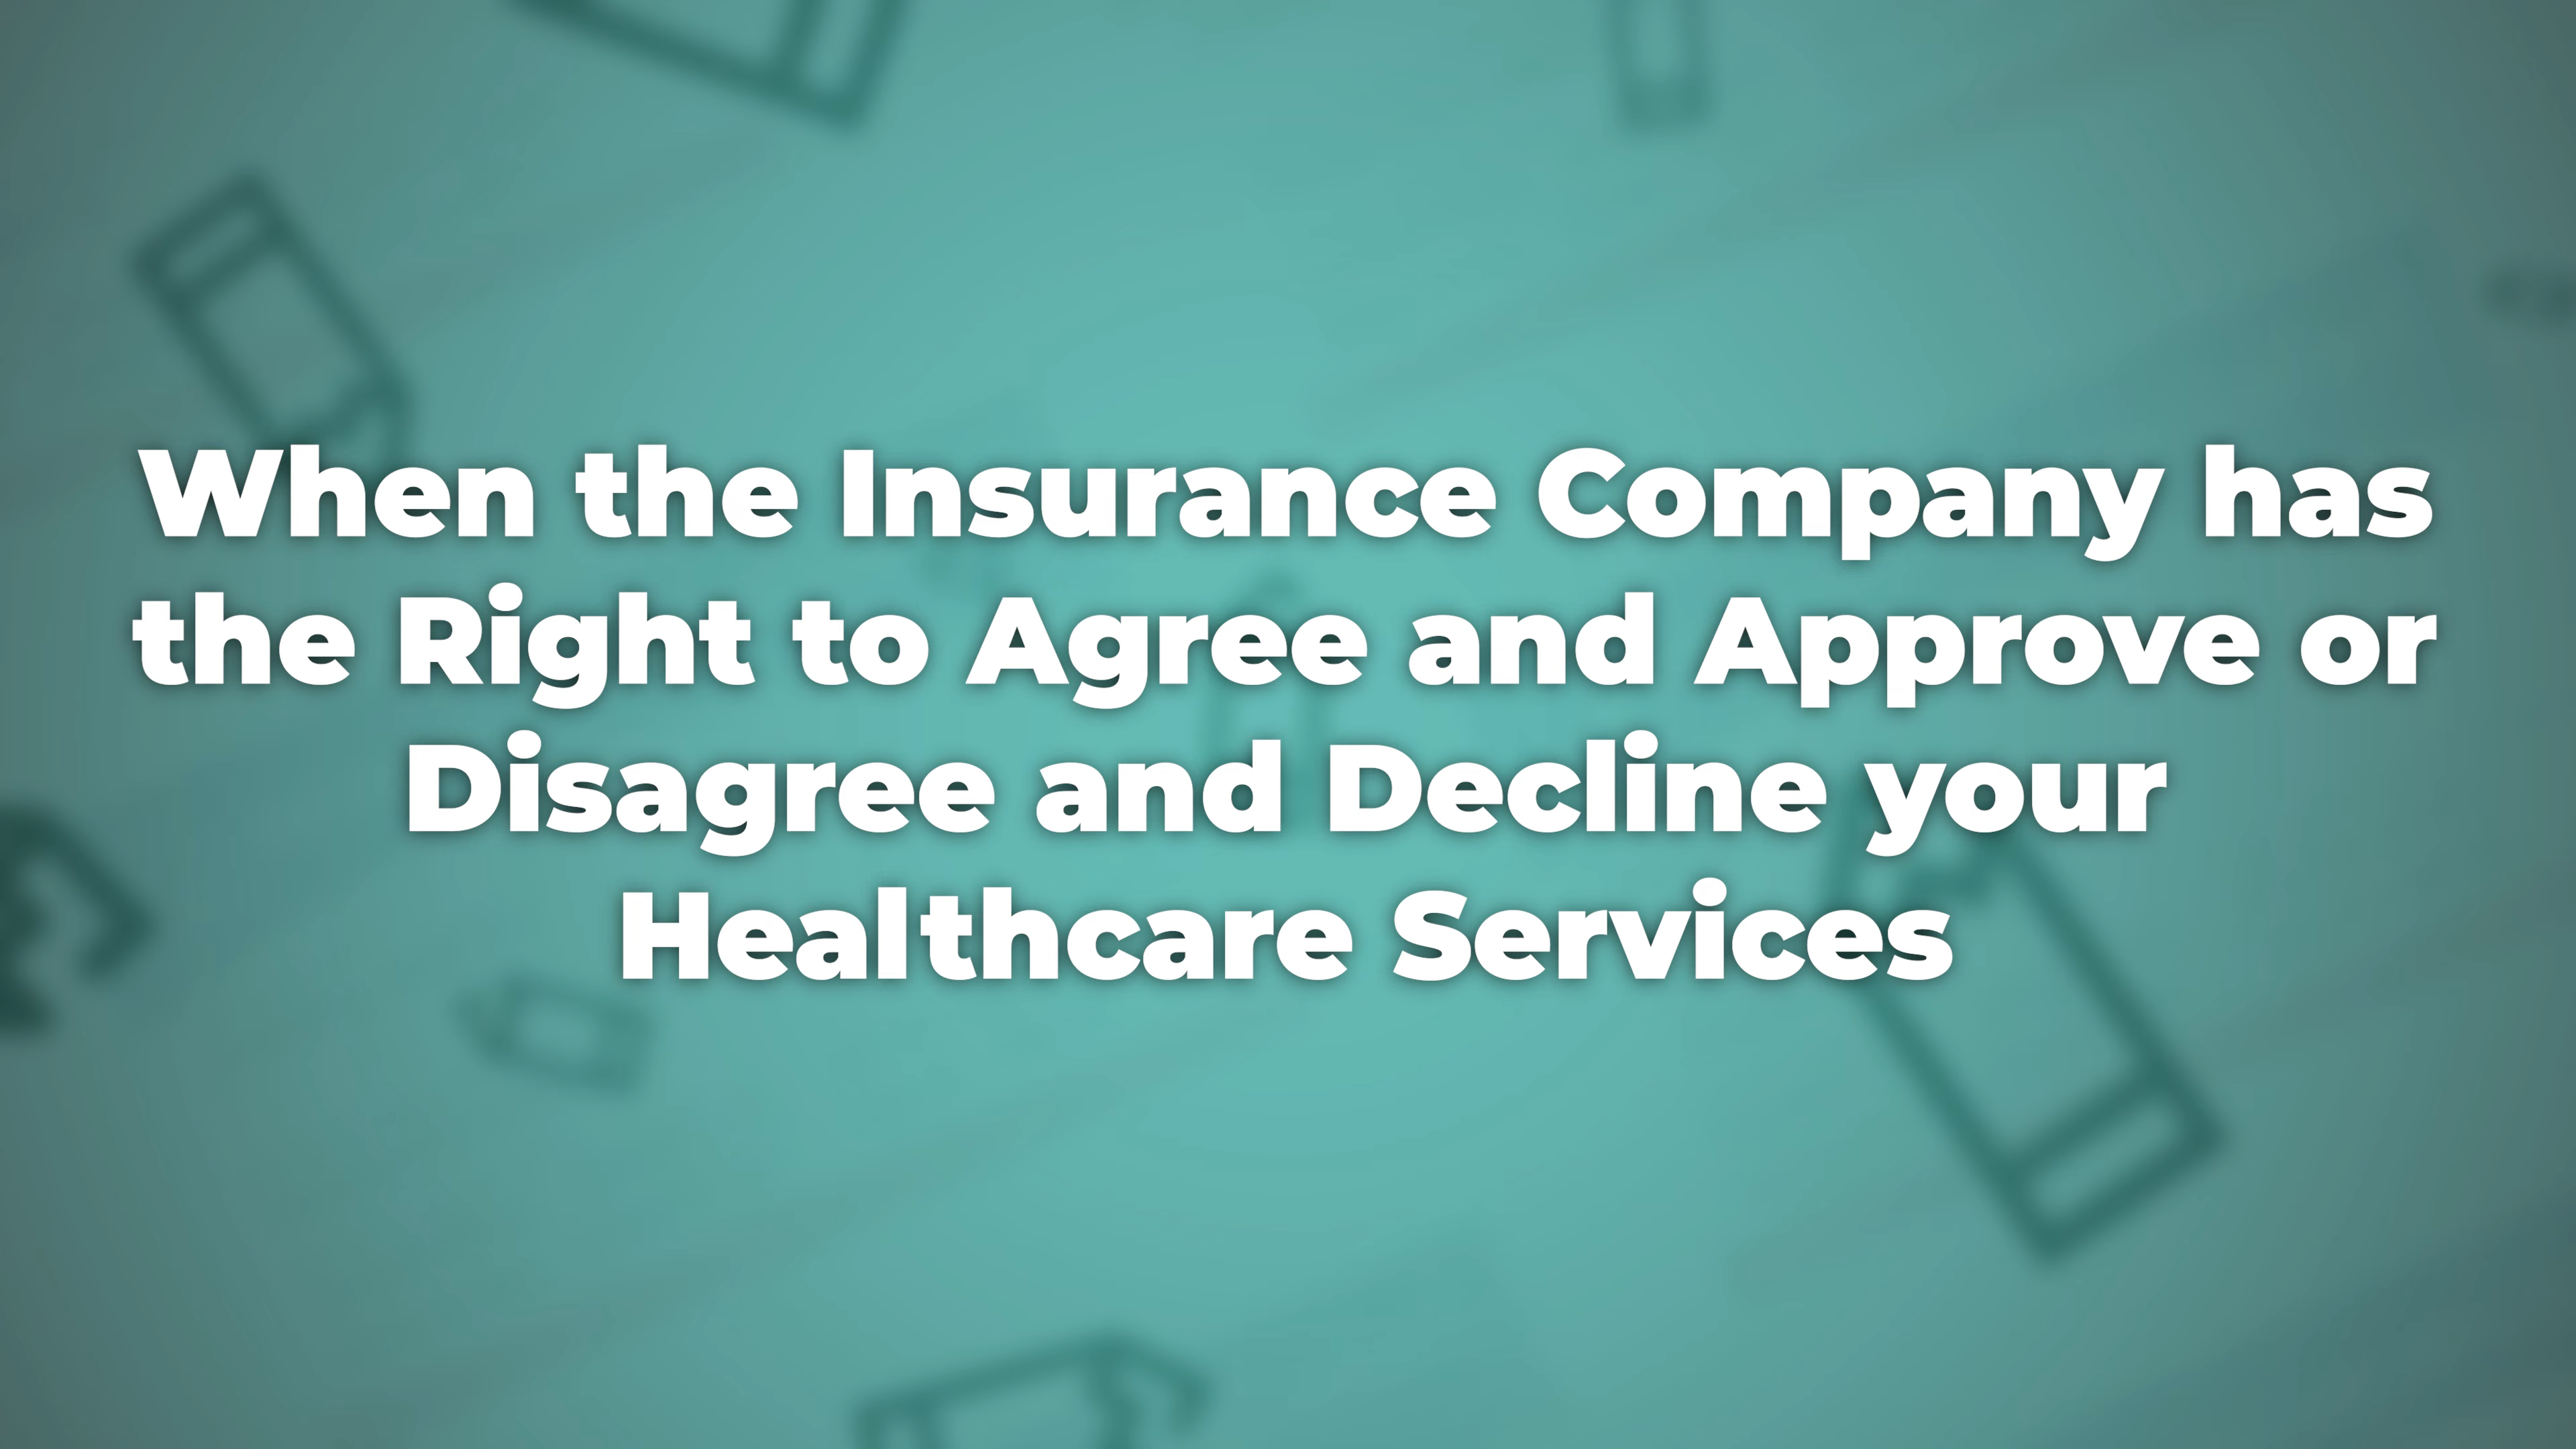 When the Insurance Company has
the Right to Agree and Approve or
Disagree and Decline your
Healthcare Services